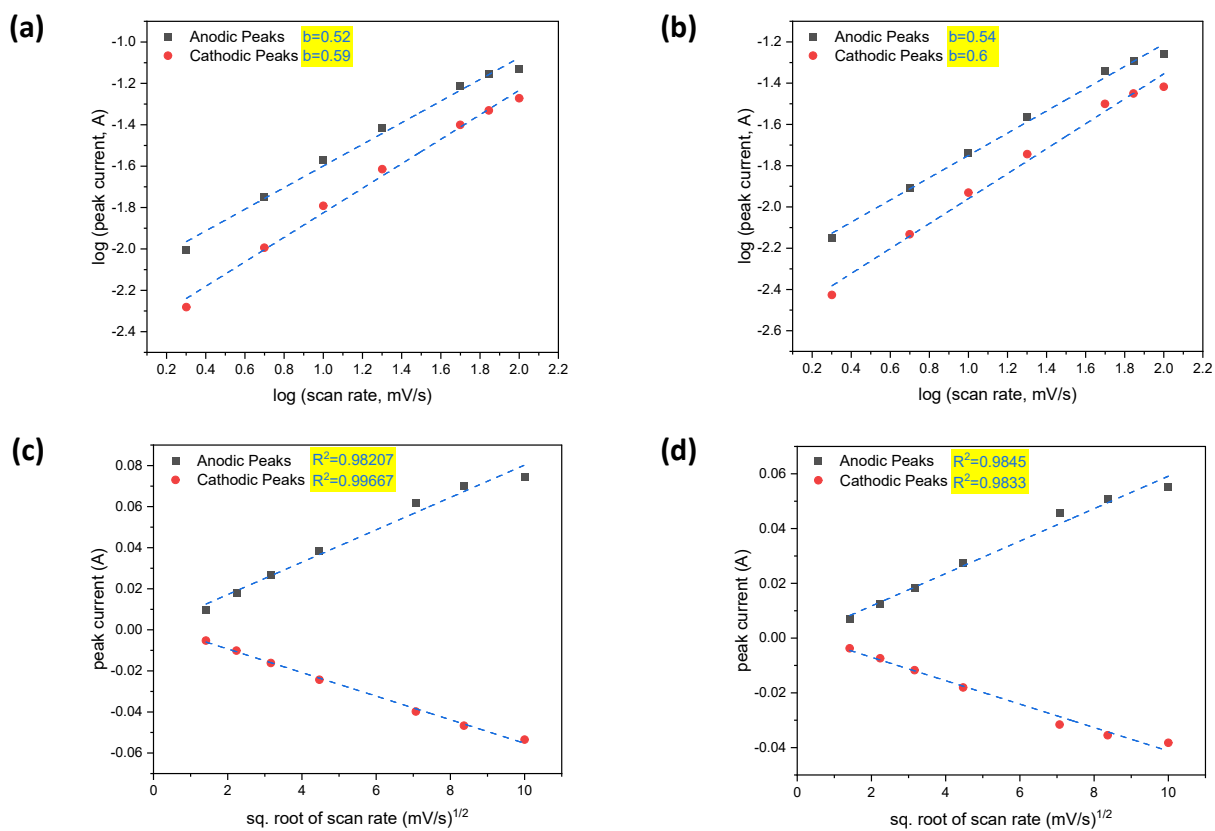 (a)
Anodic Peaks b=0.52
Cathodic Peaks b=0.59
-1.0
-1.2
-1.4
-1.6
-1.8
-2.0
-2.2
-2.4
log (peak current, A)
0.2 0.4 0.6 0.8 1.0 1.2 1.4 1.6 1.8 2.0 2.2
log (scan rate, mV/s)
(b)
Anodic Peaks b=0.54
Cathodic Peaks b=0.6
-1.2
-1.4
-1.6
-1.8
-2.0
-2.2
-2.4
-2.6
log (peak current, A)
0.2 0.4 0.6 0.8 1.0 1.2 1.4 1.6 1.8 2.0 2.2
log (scan rate, mV/s)
(c)
Anodic Peaks R²=0.98207
Cathodic Peaks R²=0.99667
0.08
0.06
0.04
0.02
0.00
-0.02
-0.04
-0.06
peak current (A)
0 2 4 6 8 10
sq. root of scan rate (mV/s)^1/2
(d)
Anodic Peaks R²=0.9845
Cathodic Peaks R²=0.9833
0.06
0.04
0.02
0.00
-0.02
-0.04
peak current (A)
0 2 4 6 8 10
sq. root of scan rate (mV/s)^1/2